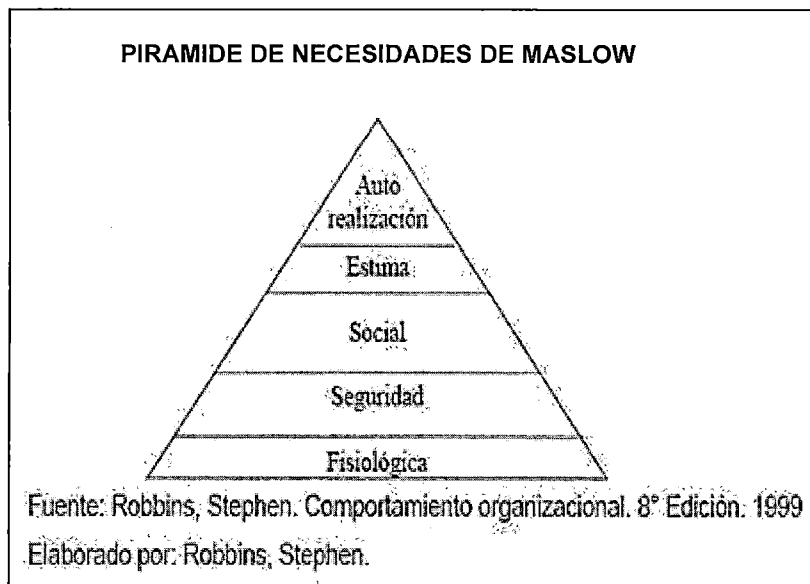 PIRAMIDE DE NECESIDADES DE MASLOW
Auto
realización
Estima
Social
Seguridad
Fisiológica
Fuente: Robbins, Stephen. Comportamiento organizacional. 8° Edición. 1999
Elaborado por: Robbins, Stephen.